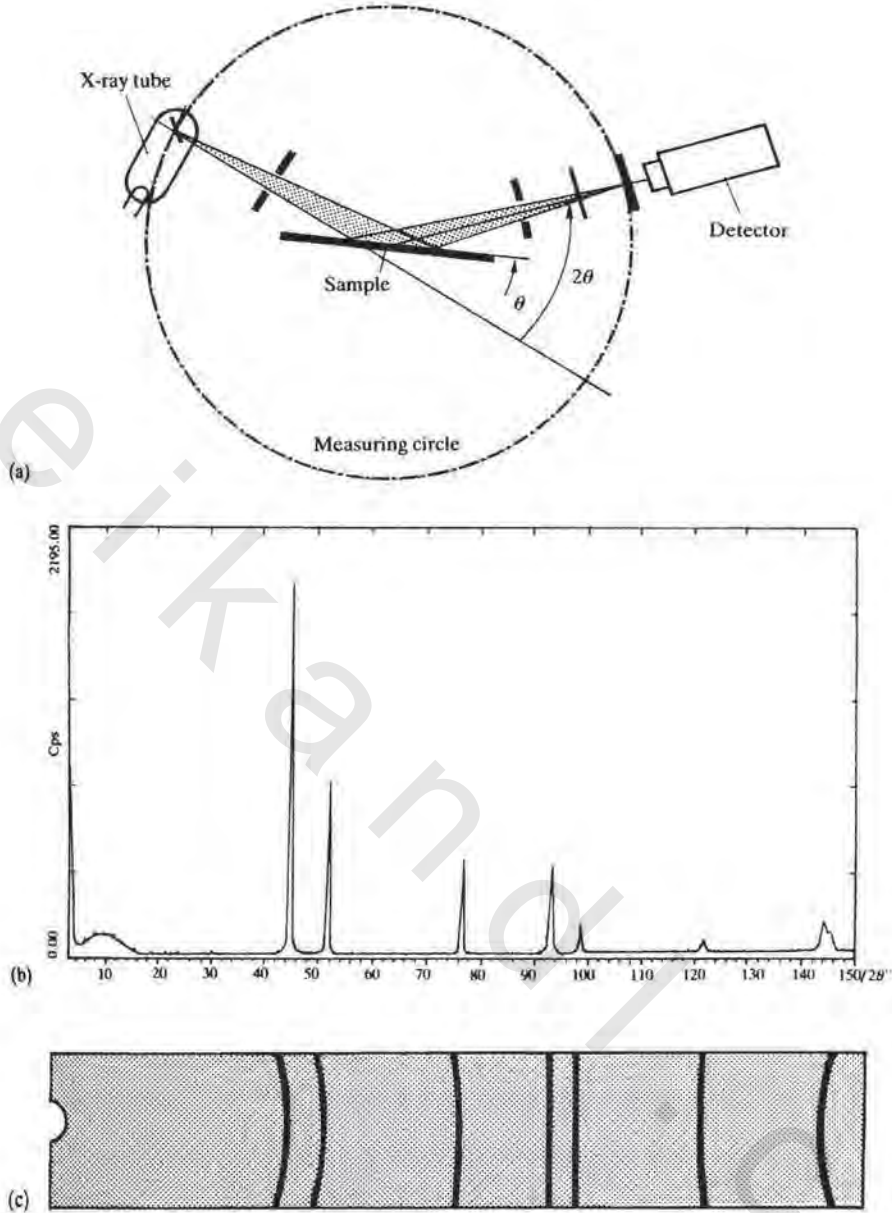 X-ray tube
Detector
Sample
θ
2θ
Measuring circle
(a)
2195.00
Cps
0.00
10 20 30 40 50 60 70 80 90 100 110 120 130 140 150/2θ°
(b)
(c)
eikand